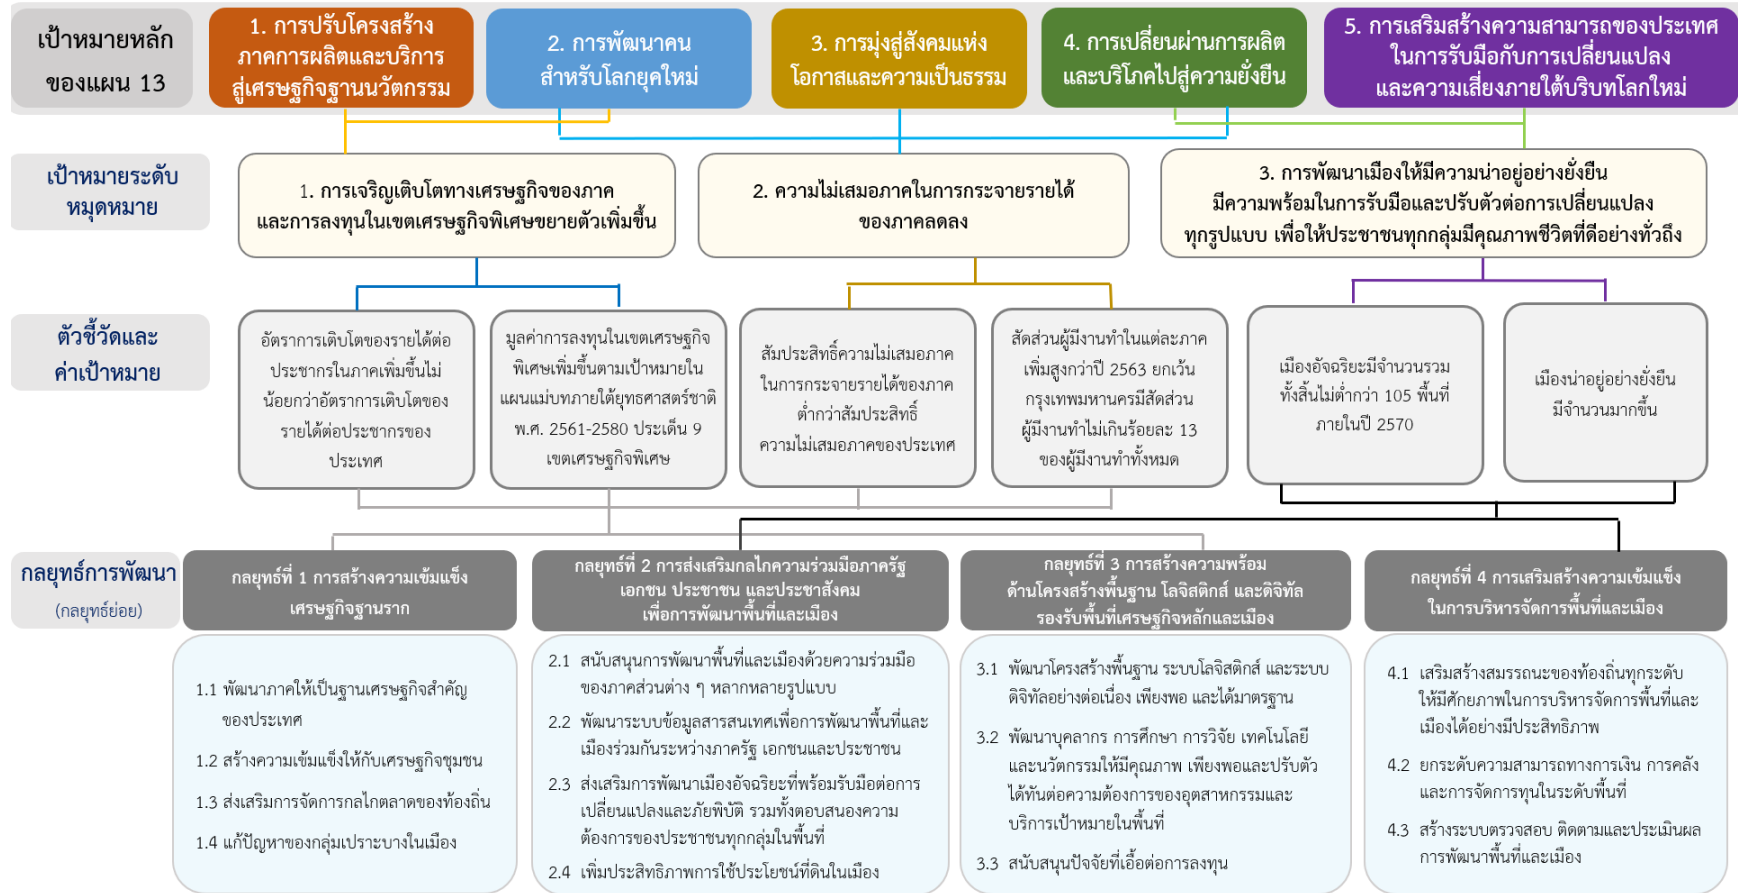 เป้าหมายหลัก
ของแผน 13
1. การปรับโครงสร้าง
ภาคการผลิตและบริการ
สู่เศรษฐกิจฐานนวัตกรรม
2. การพัฒนาคน
สำหรับโลกยุคใหม่
3. การมุ่งสู่สังคมแห่ง
โอกาสและความเป็นธรรม
4. การเปลี่ยนผ่านการผลิต
และบริโภคไปสู่ความยั่งยืน
5. การเสริมสร้างความสามารถของประเทศ
ในการรับมือกับการเปลี่ยนแปลง
และความเสี่ยงภายใต้บริบทโลกใหม่
เป้าหมายระดับ
หมุดหมาย
1. การเจริญเติบโตทางเศรษฐกิจของภาค
และการลงทุนในเขตเศรษฐกิจพิเศษขยายตัวเพิ่มขึ้น
2. ความไม่เสมอภาคในการกระจายรายได้
ของภาคลดลง
3. การพัฒนาเมืองให้มีความน่าอยู่อย่างยั่งยืน
มีความพร้อมในการรับมือและปรับตัวต่อการเปลี่ยนแปลง
ทุกรูปแบบ เพื่อให้ประชาชนทุกกลุ่มมีคุณภาพชีวิตที่ดีอย่างทั่วถึง
ตัวชี้วัดและ
ค่าเป้าหมาย
อัตราการเติบโตของรายได้ต่อ
ประชากรในภาคเพิ่มขึ้นไม่
น้อยกว่าอัตราการเติบโตของ
รายได้ต่อประชากรของ
ประเทศ
มูลค่าการลงทุนในเขตเศรษฐกิจ
พิเศษเพิ่มขึ้นตามเป้าหมายใน
แผนแม่บทภายใต้ยุทธศาสตร์ชาติ
พ.ศ. 2561-2580 ประเด็น 9
เขตเศรษฐกิจพิเศษ
สัมประสิทธิ์ความไม่เสมอภาค
ในการกระจายรายได้ของภาค
ต่ำกว่าสัมประสิทธิ์
ความไม่เสมอภาคของประเทศ
สัดส่วนผู้มีงานทำในแต่ละภาค
เพิ่มสูงกว่าปี 2563 ยกเว้น
กรุงเทพมหานครมีสัดส่วน
ผู้มีงานทำไม่เกินร้อยละ 13
ของผู้มีงานทำทั้งหมด
เมืองอัจฉริยะมีจำนวนรวม
ทั้งสิ้นไม่ต่ำกว่า 105 พื้นที่
ภายในปี 2570
เมืองน่าอยู่อย่างยั่งยืน
มีจำนวนมากขึ้น
กลยุทธ์การพัฒนา
(กลยุทธ์ย่อย)
กลยุทธ์ที่ 1 การสร้างความเข้มแข็ง
เศรษฐกิจฐานราก
1.1 พัฒนาภาคให้เป็นฐานเศรษฐกิจสำคัญ
ของประเทศ
1.2 สร้างความเข้มแข็งให้กับเศรษฐกิจชุมชน
1.3 ส่งเสริมการจัดการกลไกตลาดของท้องถิ่น
1.4 แก้ปัญหาของกลุ่มเปราะบางในเมือง
กลยุทธ์ที่ 2 การส่งเสริมกลไกความร่วมมือภาครัฐ
เอกชน ประชาชน และประชาสังคม
เพื่อการพัฒนาพื้นที่และเมือง
2.1 สนับสนุนการพัฒนาพื้นที่และเมืองด้วยความร่วมมือ
ของภาคส่วนต่าง ๆ หลากหลายรูปแบบ
2.2 พัฒนาระบบข้อมูลสารสนเทศเพื่อการพัฒนาพื้นที่และ
เมืองร่วมกันระหว่างภาครัฐ เอกชนและประชาชน
2.3 ส่งเสริมการพัฒนาเมืองอัจฉริยะที่พร้อมรับมือต่อการ
เปลี่ยนแปลงและภัยพิบัติ รวมทั้งตอบสนองความ
ต้องการของประชาชนทุกกลุ่มในพื้นที่
2.4 เพิ่มประสิทธิภาพการใช้ประโยชน์ที่ดินในเมือง
กลยุทธ์ที่ 3 การสร้างความพร้อม
ด้านโครงสร้างพื้นฐาน โลจิสติกส์ และดิจิทัล
รองรับพื้นที่เศรษฐกิจหลักและเมือง
3.1 พัฒนาโครงสร้างพื้นฐาน ระบบโลจิสติกส์ และระบบ
ดิจิทัลอย่างต่อเนื่อง เพียงพอ และได้มาตรฐาน
3.2 พัฒนาบุคลากร การศึกษา การวิจัย เทคโนโลยี
และนวัตกรรมให้มีคุณภาพ เพียงพอและปรับตัว
ได้ทันต่อความต้องการของอุตสาหกรรมและ
บริการเป้าหมายในพื้นที่
3.3 สนับสนุนปัจจัยที่เอื้อต่อการลงทุน
กลยุทธ์ที่ 4 การเสริมสร้างความเข้มแข็ง
ในการบริหารจัดการพื้นที่และเมือง
4.1 เสริมสร้างสมรรถนะของท้องถิ่นทุกระดับ
ให้มีศักยภาพในการบริหารจัดการพื้นที่และ
เมืองได้อย่างมีประสิทธิภาพ
4.2 ยกระดับความสามารถทางการเงิน การคลัง
และการจัดการทุนในระดับพื้นที่
4.3 สร้างระบบตรวจสอบ ติดตามและประเมินผล
การพัฒนาพื้นที่และเมือง